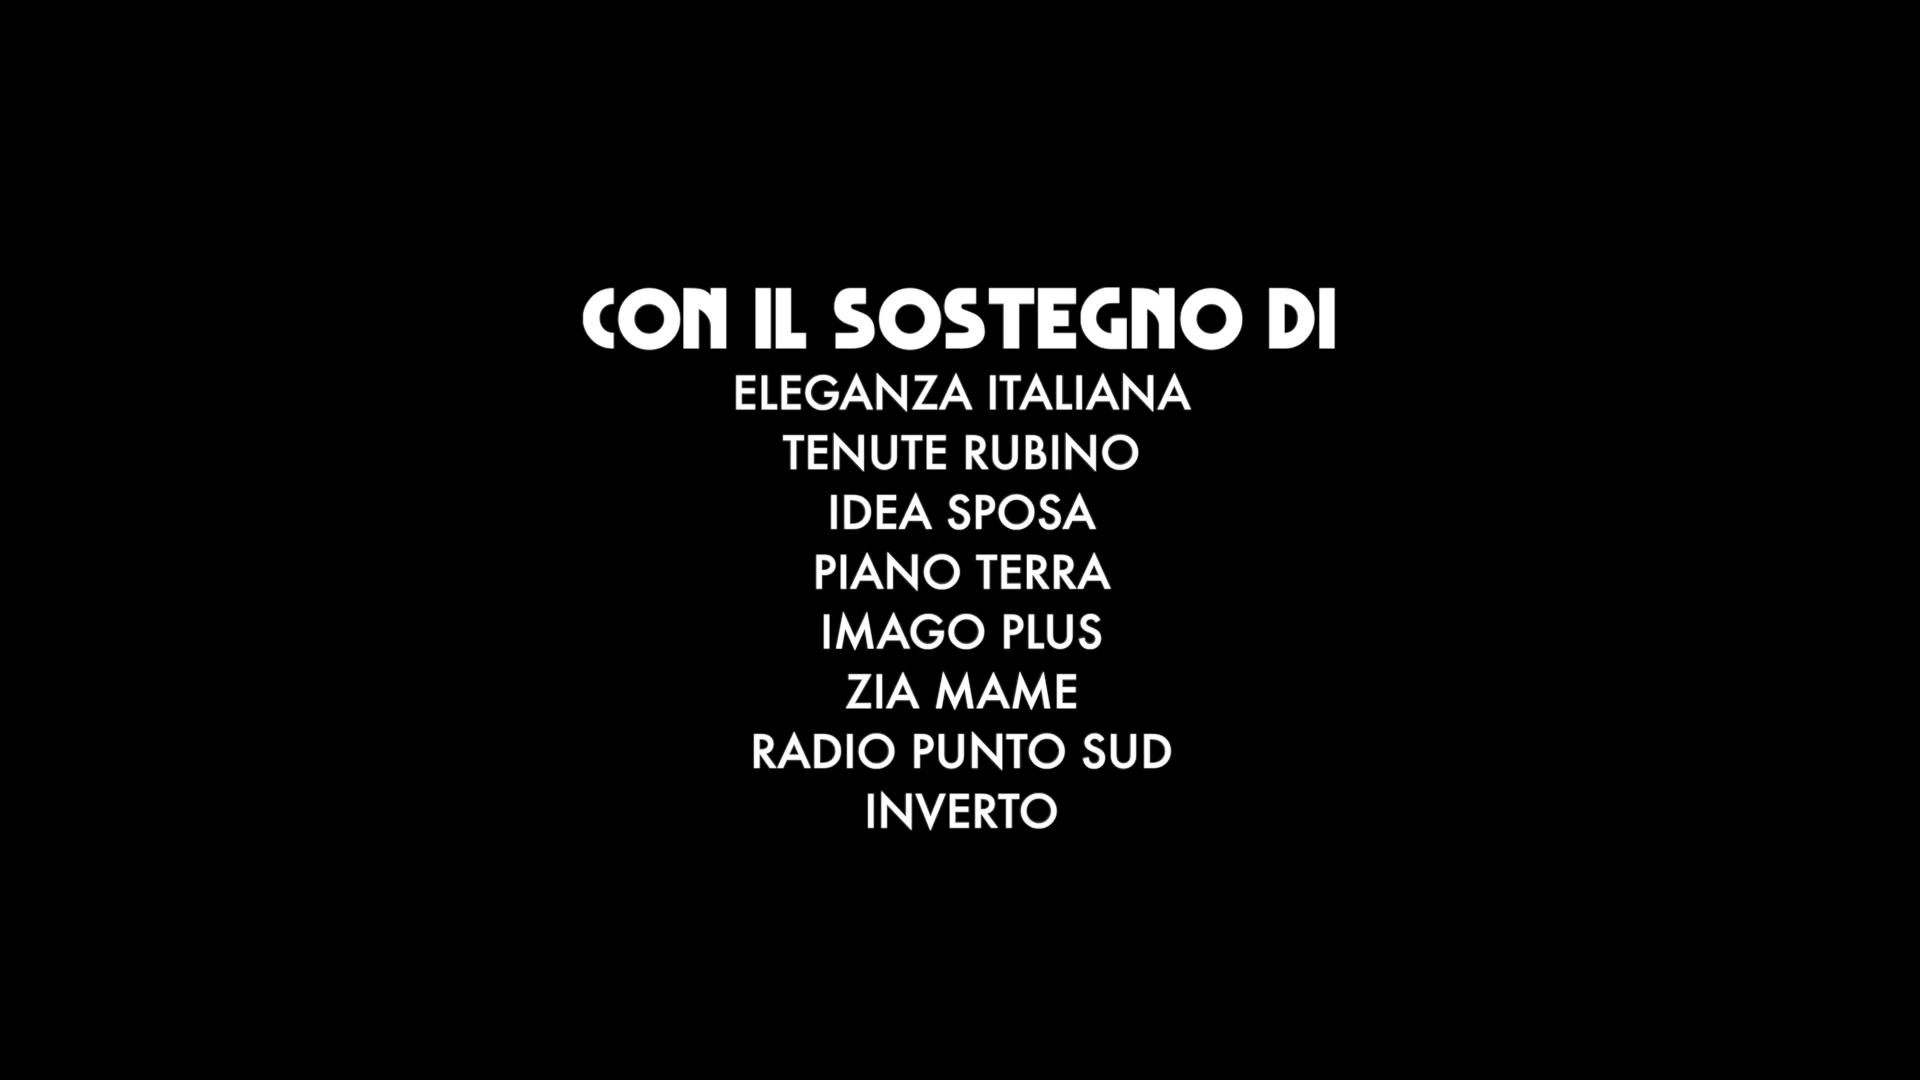 CON IL SOSTEGNO DI
ELEGANZA ITALIANA
TENUTE RUBINO
IDEA SPOSA
PIANO TERRA
IMAGO PLUS
ZIA MAME
RADIO PUNTO SUD
INVERTO